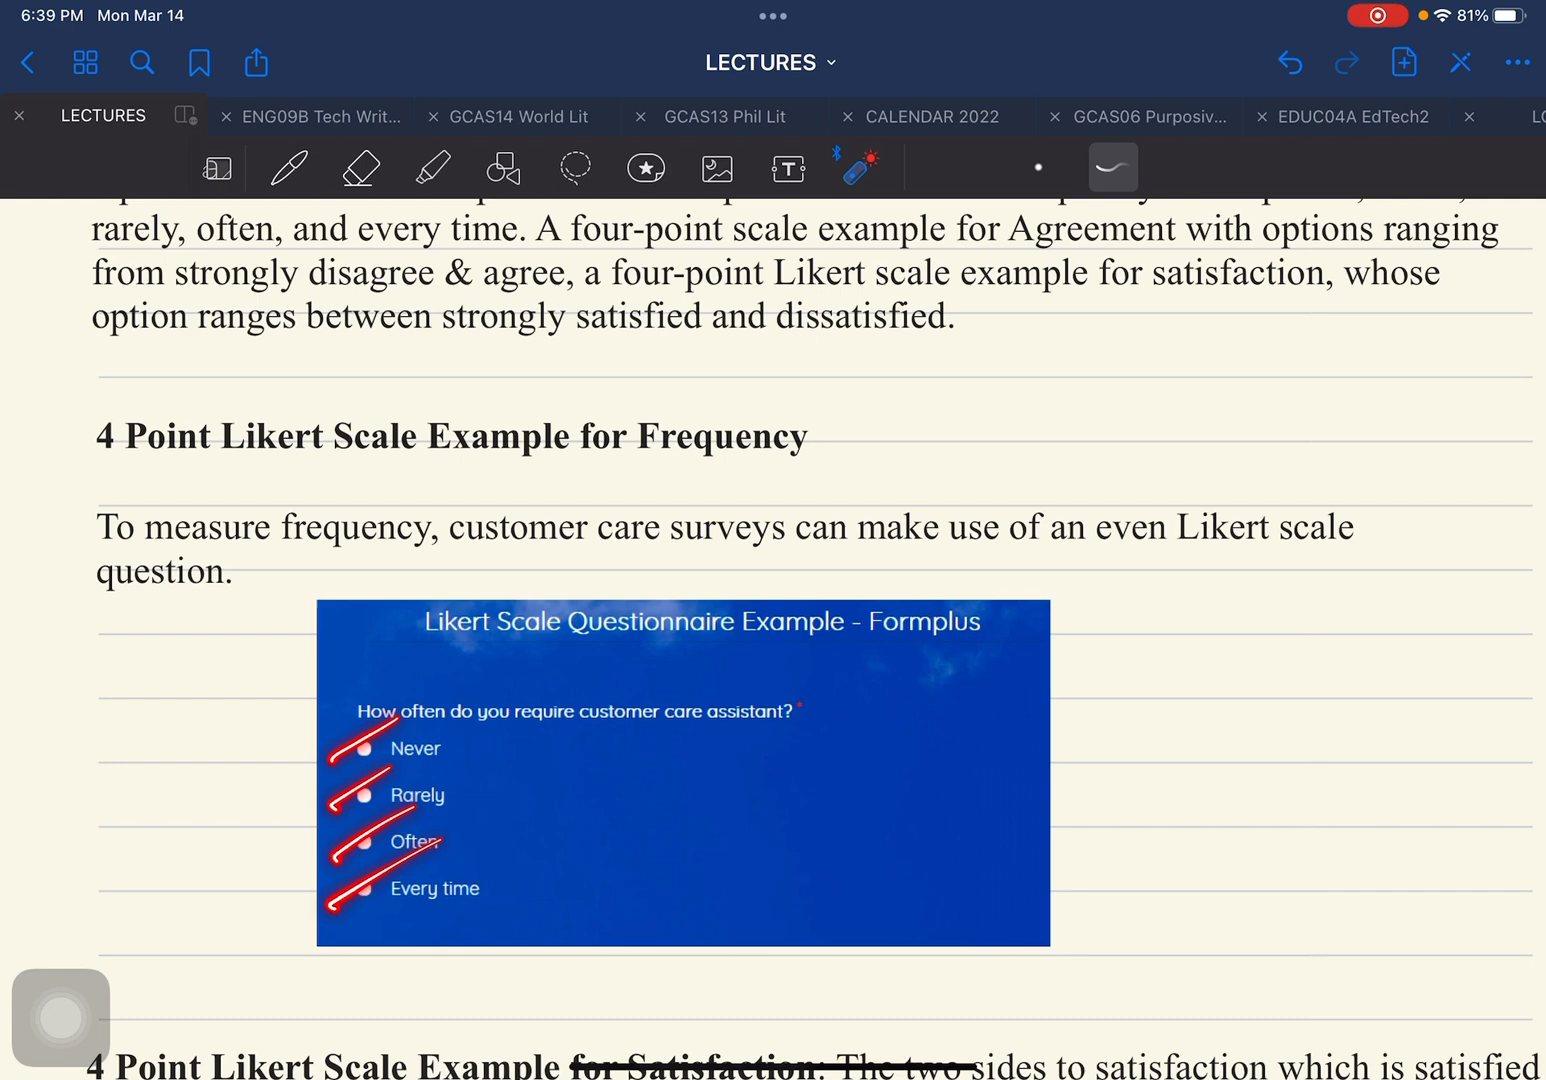 6:39 PM Mon Mar 14
81%
LECTURES
LECTURES
ENG09B Tech Writ...
GCAS14 World Lit
GCAS13 Phil Lit
CALENDAR 2022
GCAS06 Purposiv...
EDUC04A EdTech2
rarely, often, and every time. A four-point scale example for Agreement with options ranging
from strongly disagree & agree, a four-point Likert scale example for satisfaction, whose
option ranges between strongly satisfied and dissatisfied.
4 Point Likert Scale Example for Frequency
To measure frequency, customer care surveys can make use of an even Likert scale
question.
Likert Scale Questionnaire Example - Formplus
How often do you require customer care assistant? *
Never
Rarely
Often
Every time
4 Point Likert Scale Example for Satisfaction: The two sides to satisfaction which is satisfied